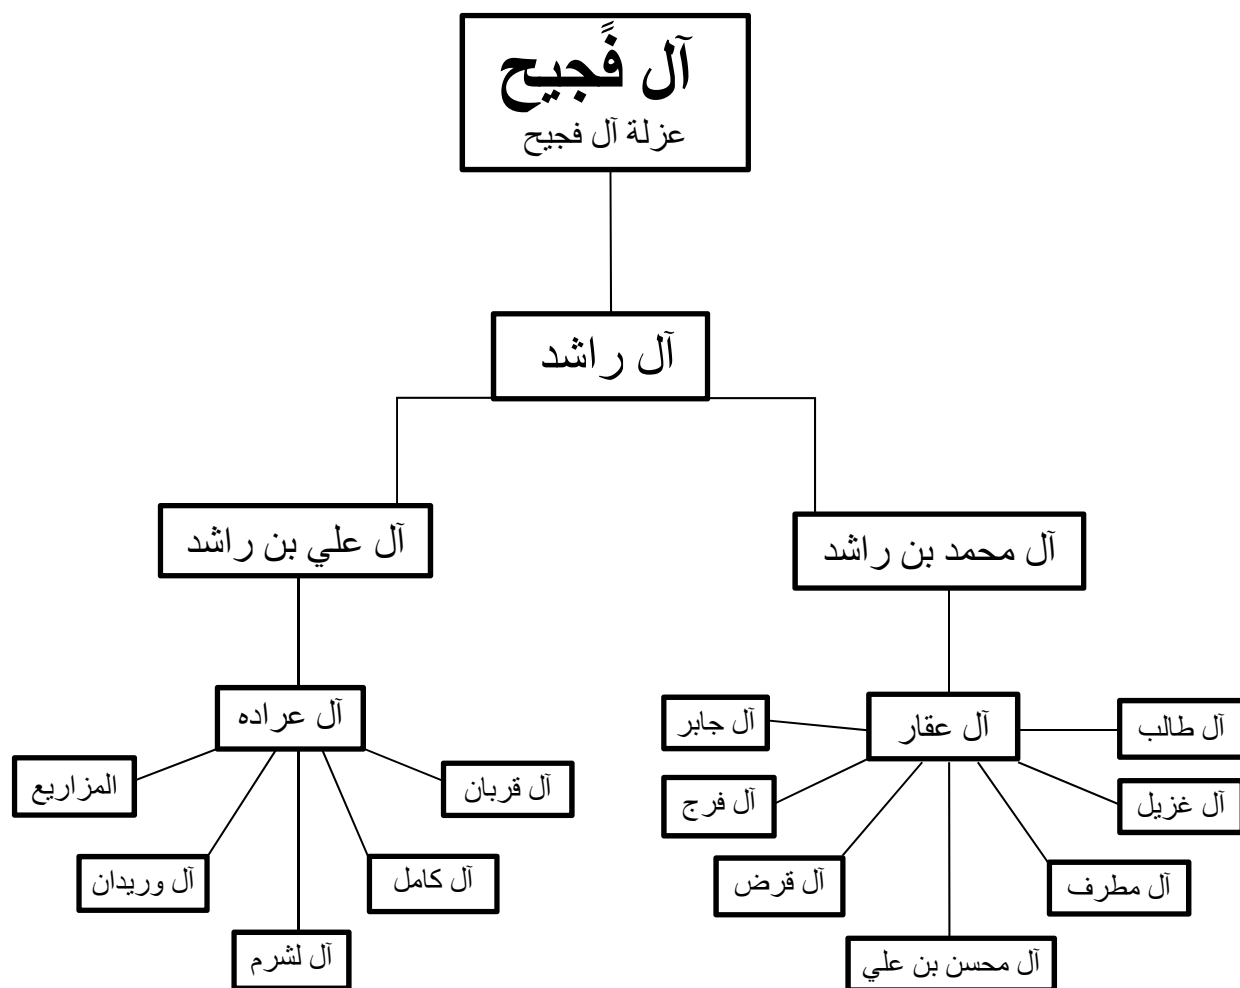 آل فًجيح
عزلة آل فجيح
آل راشد
آل محمد بن راشد
آل علي بن راشد
آل عقار
آل طالب
آل غزيل
آل مطرف
آل محسن بن علي
آل قرض
آل فرج
آل جابر
آل عراده
آل قربان
آل كامل
آل لشرم
آل وريدان
المزاريع